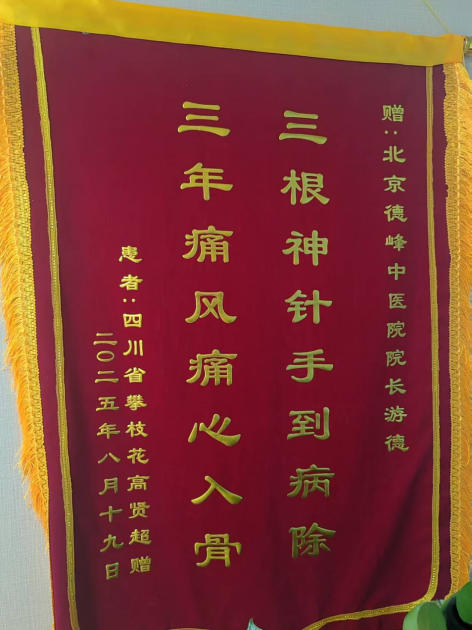 赠:北京德峰中医院院长游德
三根神针手到病除
三年痛风痛心入骨
患者:四川省攀枝花高贤超赠
二〇二五年八月十九日